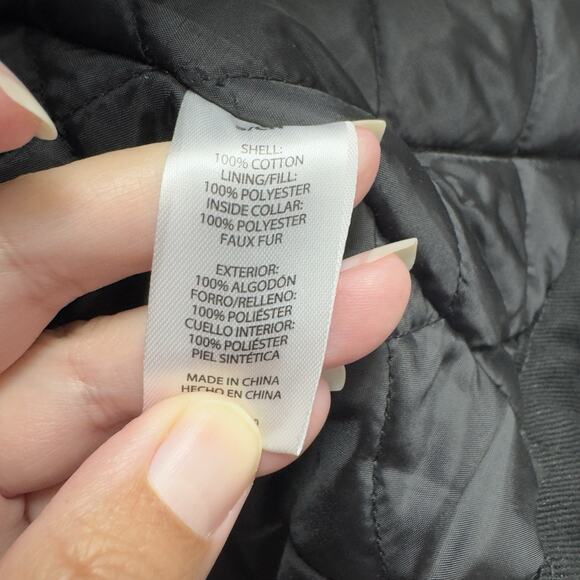 SHELL:
100% COTTON
LINING/FILL:
100% POLYESTER
INSIDE COLLAR:
100% POLYESTER
FAUX FUR
EXTERIOR:
100% ALGODÓN
FORRO/RELLENO:
100% POLIÉSTER
CUELLO INTERIOR:
100% POLIÉSTER
PIEL SINTÉTICA
MADE IN CHINA
HECHO EN CHINA